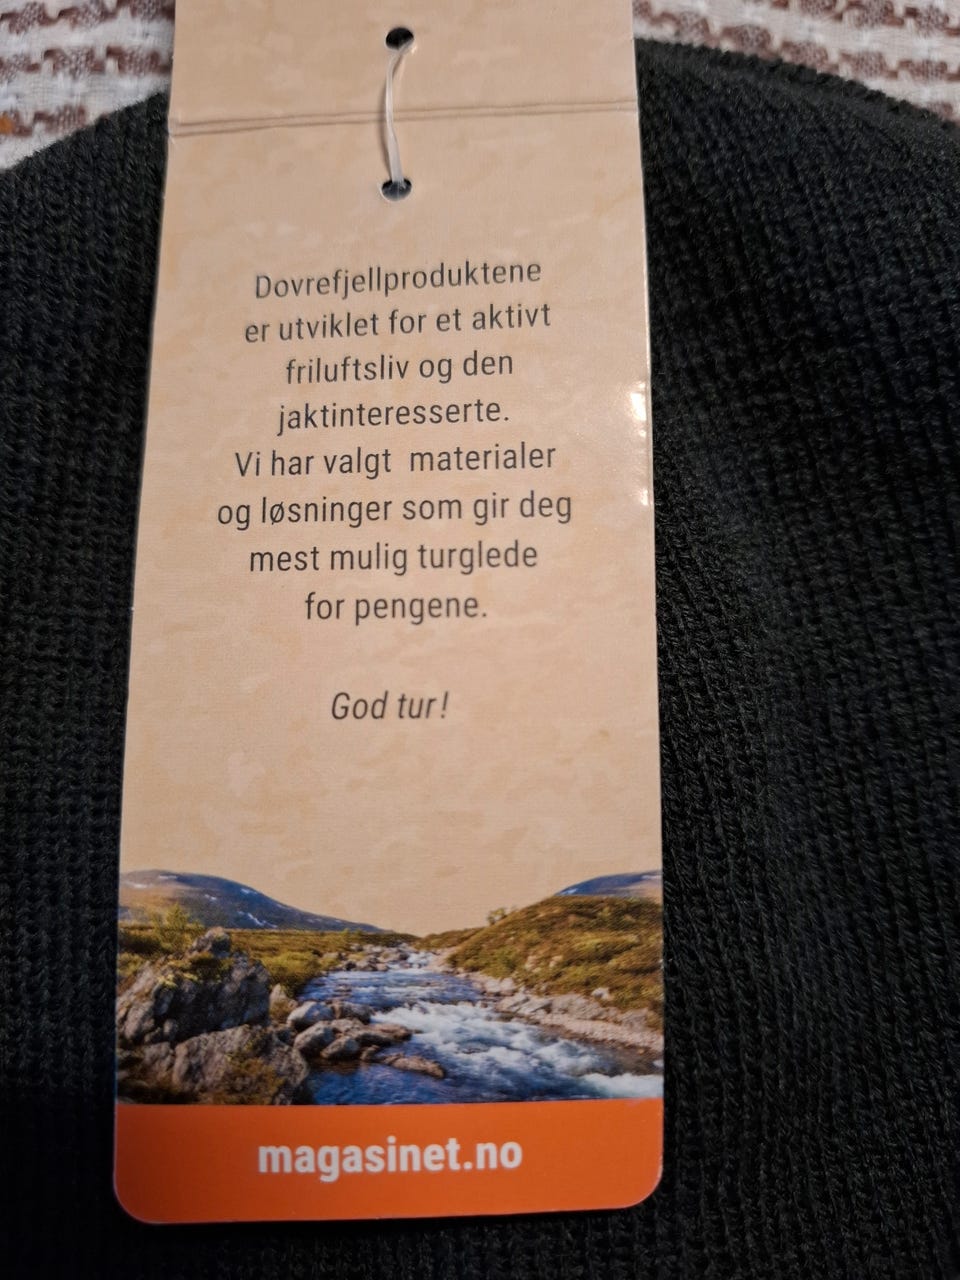 Dovrefjellproduktene
er utviklet for et aktivt
friluftsliv og den
jaktinteresserte.
Vi har valgt materialer
og løsninger som gir deg
mest mulig turglede
for pengene.
God tur!
magasinet.no